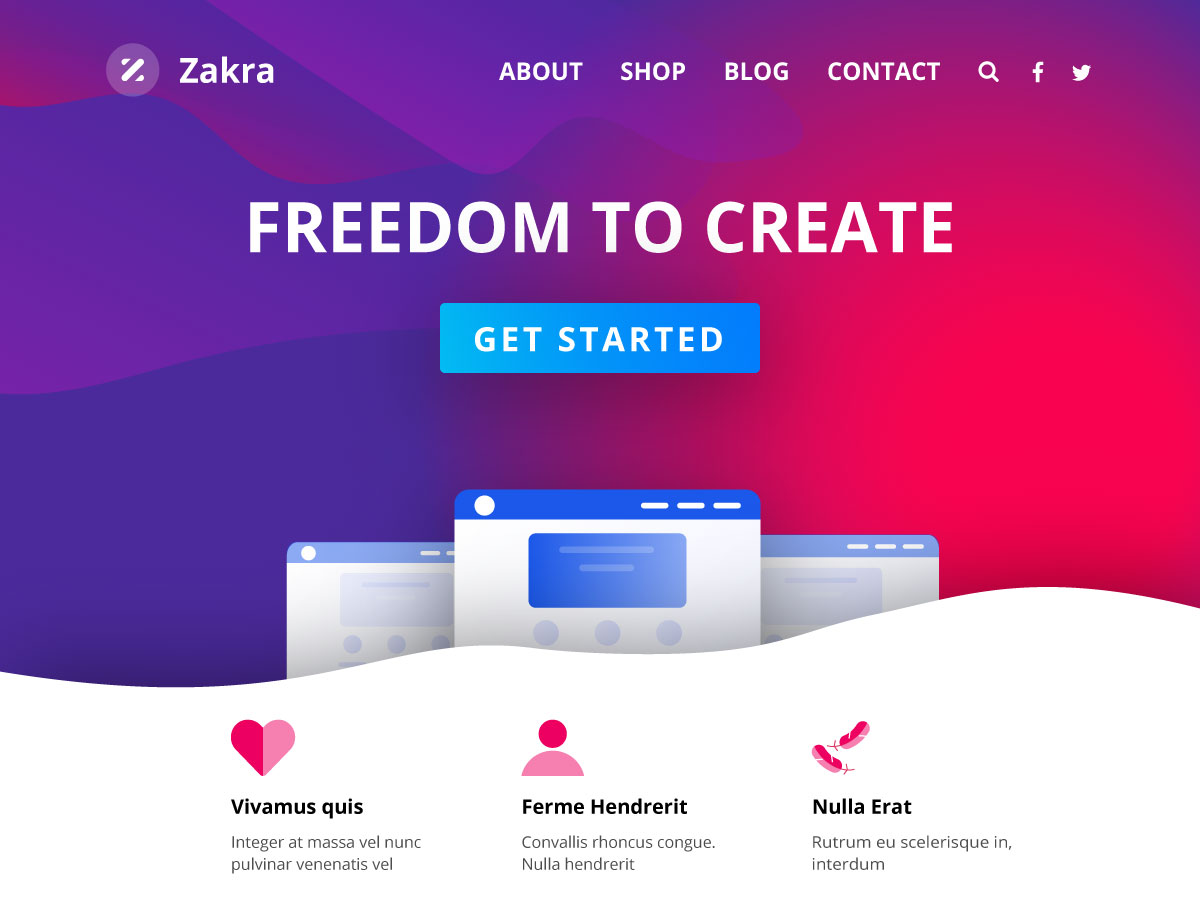 Zakra
ABOUT SHOP BLOG CONTACT
FREEDOM TO CREATE
GET STARTED
Vivamus quis
Integer at massa vel nunc
pulvinar venenatis vel
Ferme Hendrerit
Convallis rhoncus congue.
Nulla hendrerit
Nulla Erat
Rutrum eu scelerisque in,
interdum